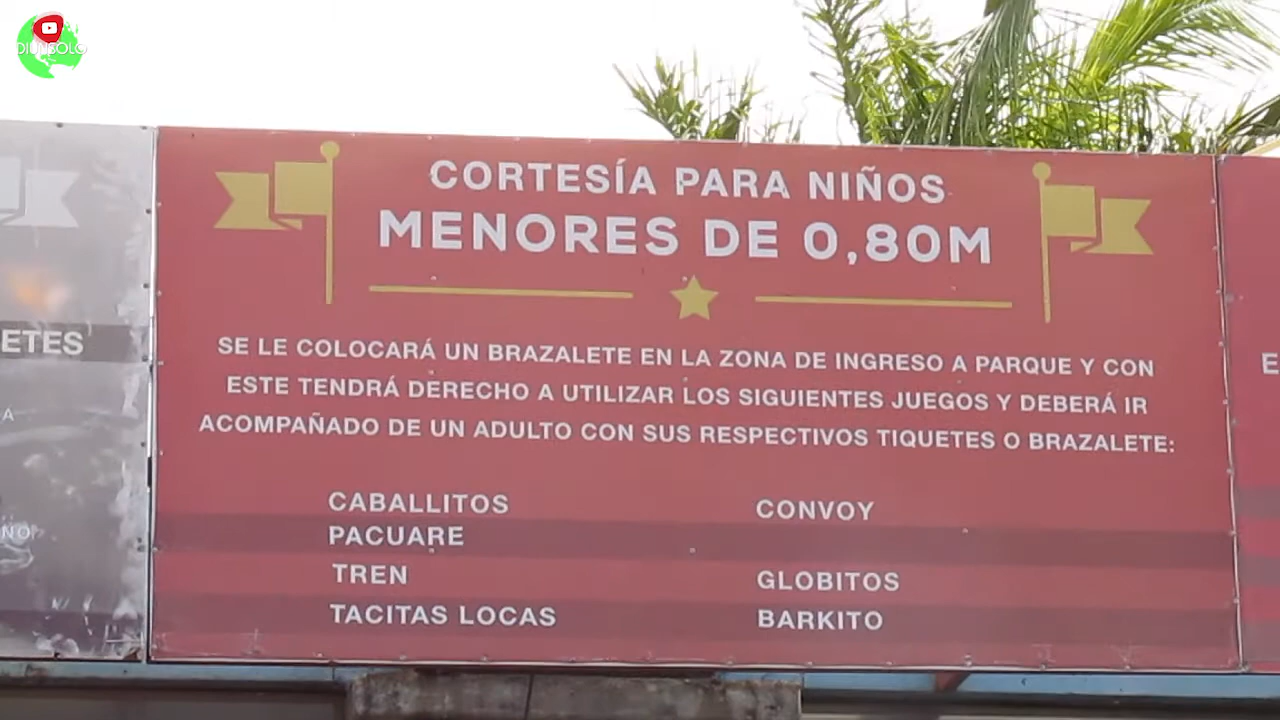 DIUNSOLO
CORTESÍA PARA NIÑOS
MENORES DE 0,80M
SE LE COLOCARÁ UN BRAZALETE EN LA ZONA DE INGRESO A PARQUE Y CON
ESTE TENDRÁ DERECHO A UTILIZAR LOS SIGUIENTES JUEGOS Y DEBERÁ IR
ACOMPAÑADO DE UN ADULTO CON SUS RESPECTIVOS TIQUETES O BRAZALETE:
CABALLITOS
PACUARE
TREN
TACITAS LOCAS
CONVOY
GLOBITOS
BARKITO
ETES
A
NO
E